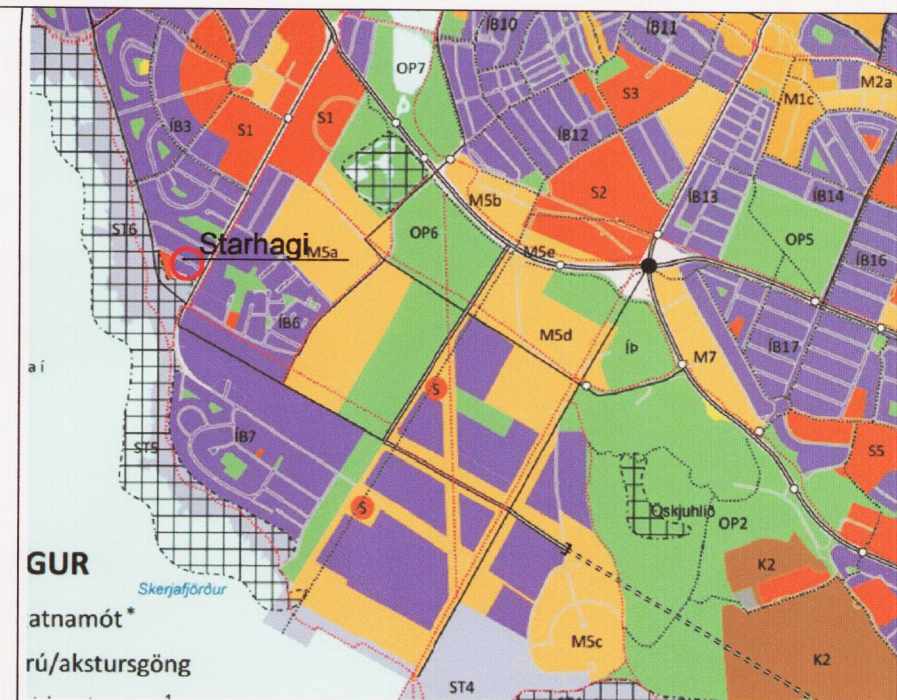 ÍB10
ÍB11
OP7
S3
M2a
M1c
ÍB3
S1
S1
ÍB12
S2
ÍB13
ÍB14
M5b
ST6
OP6
Starhagi
M5a
M5e
OP5
ÍB16
ÍB6
M5d
ÍÞ
M7
ÍB17
a í
S
ÍB7
ST5
S5
S
Öskjuhlíð
OP2
GUR
K2
Skerjafjörður
atnamót*
M5c
rú/akstursgöng
K2
ST4